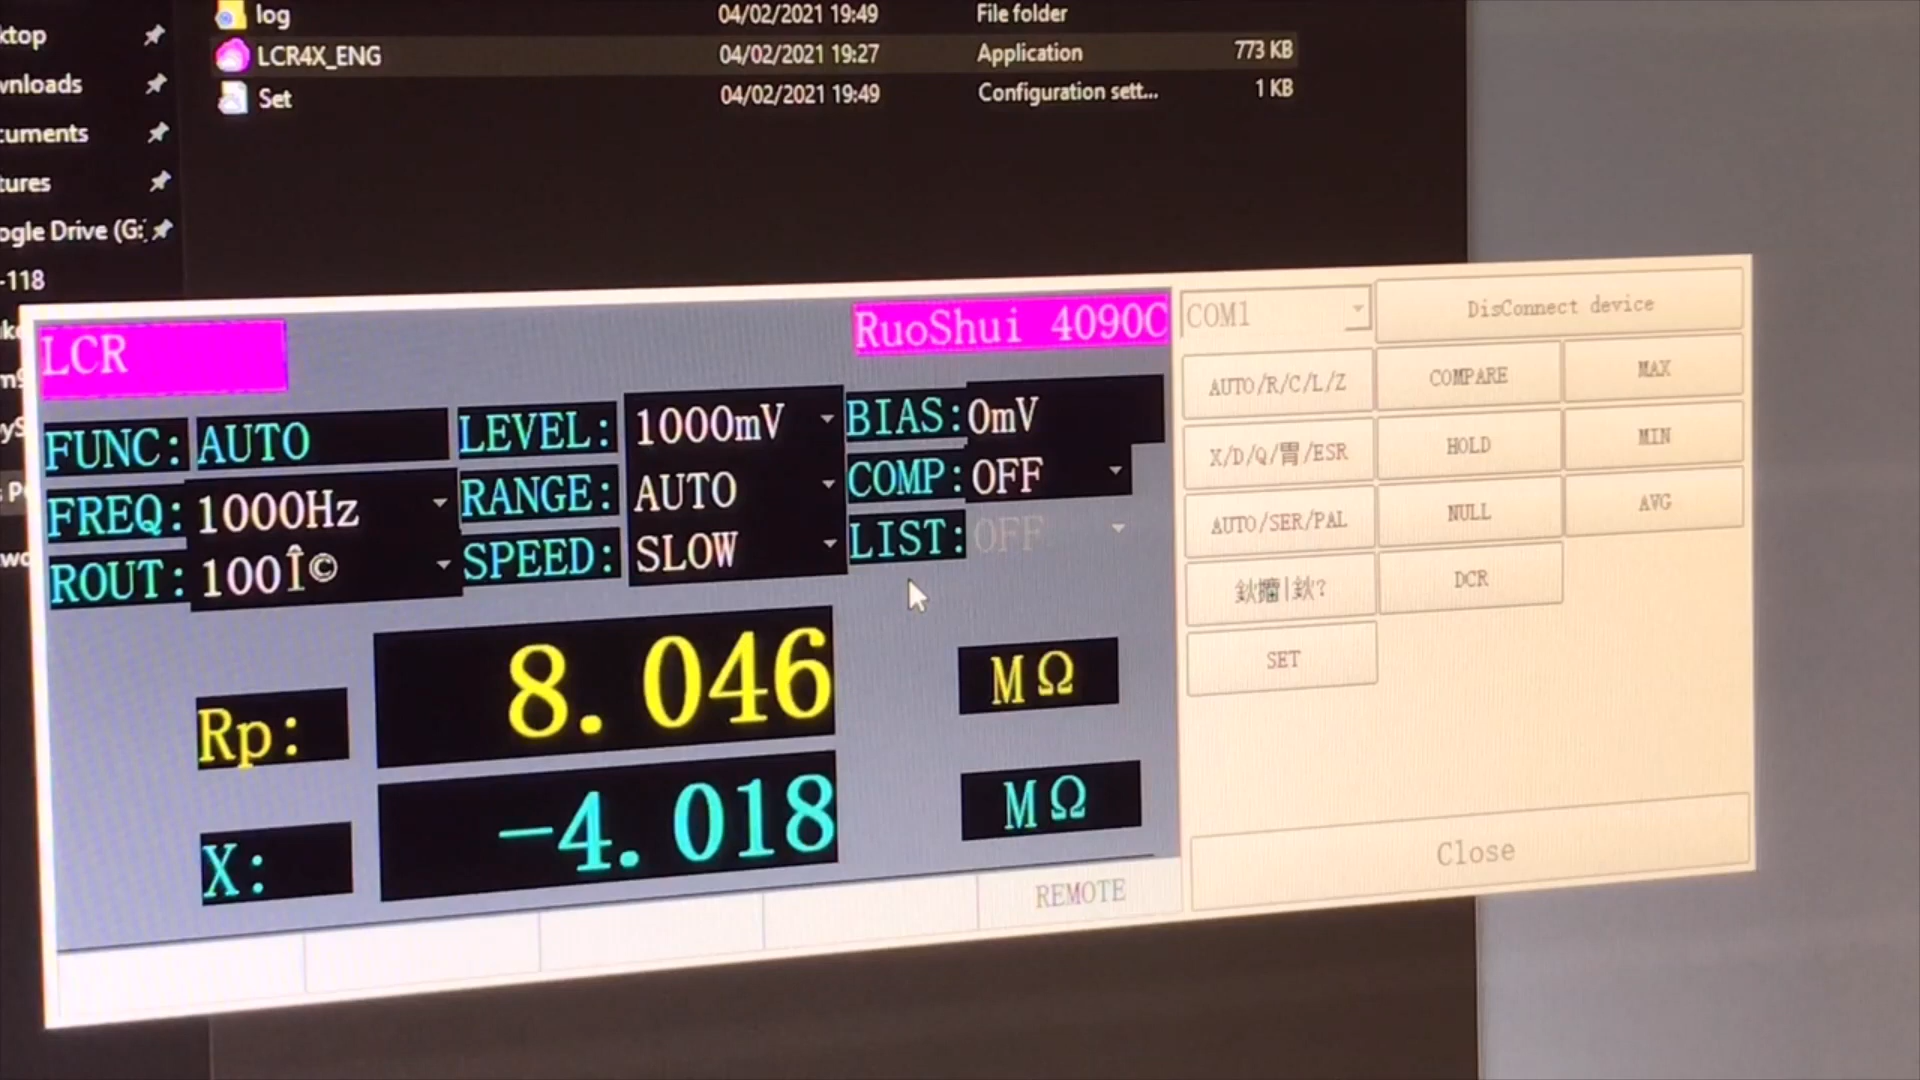 log 04/02/2021 19:49 File folder
LCR4X_ENG 04/02/2021 19:27 Application 773 KB
Set 04/02/2021 19:49 Configuration sett... 1 KB
ktop
wnloads
cuments
tures
ogle Drive (G:
-118
LCR
RuoShui 4090C
FUNC: AUTO LEVEL: 1000mV BIAS: 0mV
FREQ: 1000Hz RANGE: AUTO COMP: OFF
ROUT: 100Î© SPEED: SLOW LIST: OFF
Rp: 8.046 MΩ
X: -4.018 MΩ
REMOTE
COM1 DisConnect device
AUTO/R/C/L/Z COMPARE MAX
X/D/Q/胃/ESR HOLD MIN
AUTO/SER/PAL NULL AVG
DCR
SET
Close